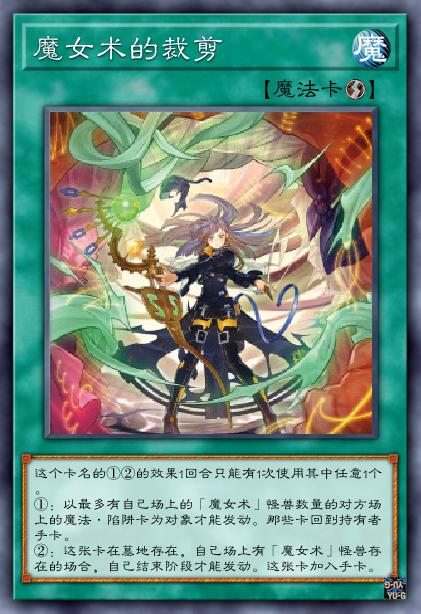 魔女术的裁剪
魔
【魔法卡】
这个卡名的①②的效果1回合只能有1次使用其中任意1个
。
①：以最多有自己场上的「魔女术」怪兽数量的对方场
上的魔法·陷阱卡为对象才能发动。那些卡回到持有者
手卡。
②：这张卡在墓地存在，自己场上有「魔女术」怪兽存
在的场合，自己结束阶段才能发动。这张卡加入手卡。